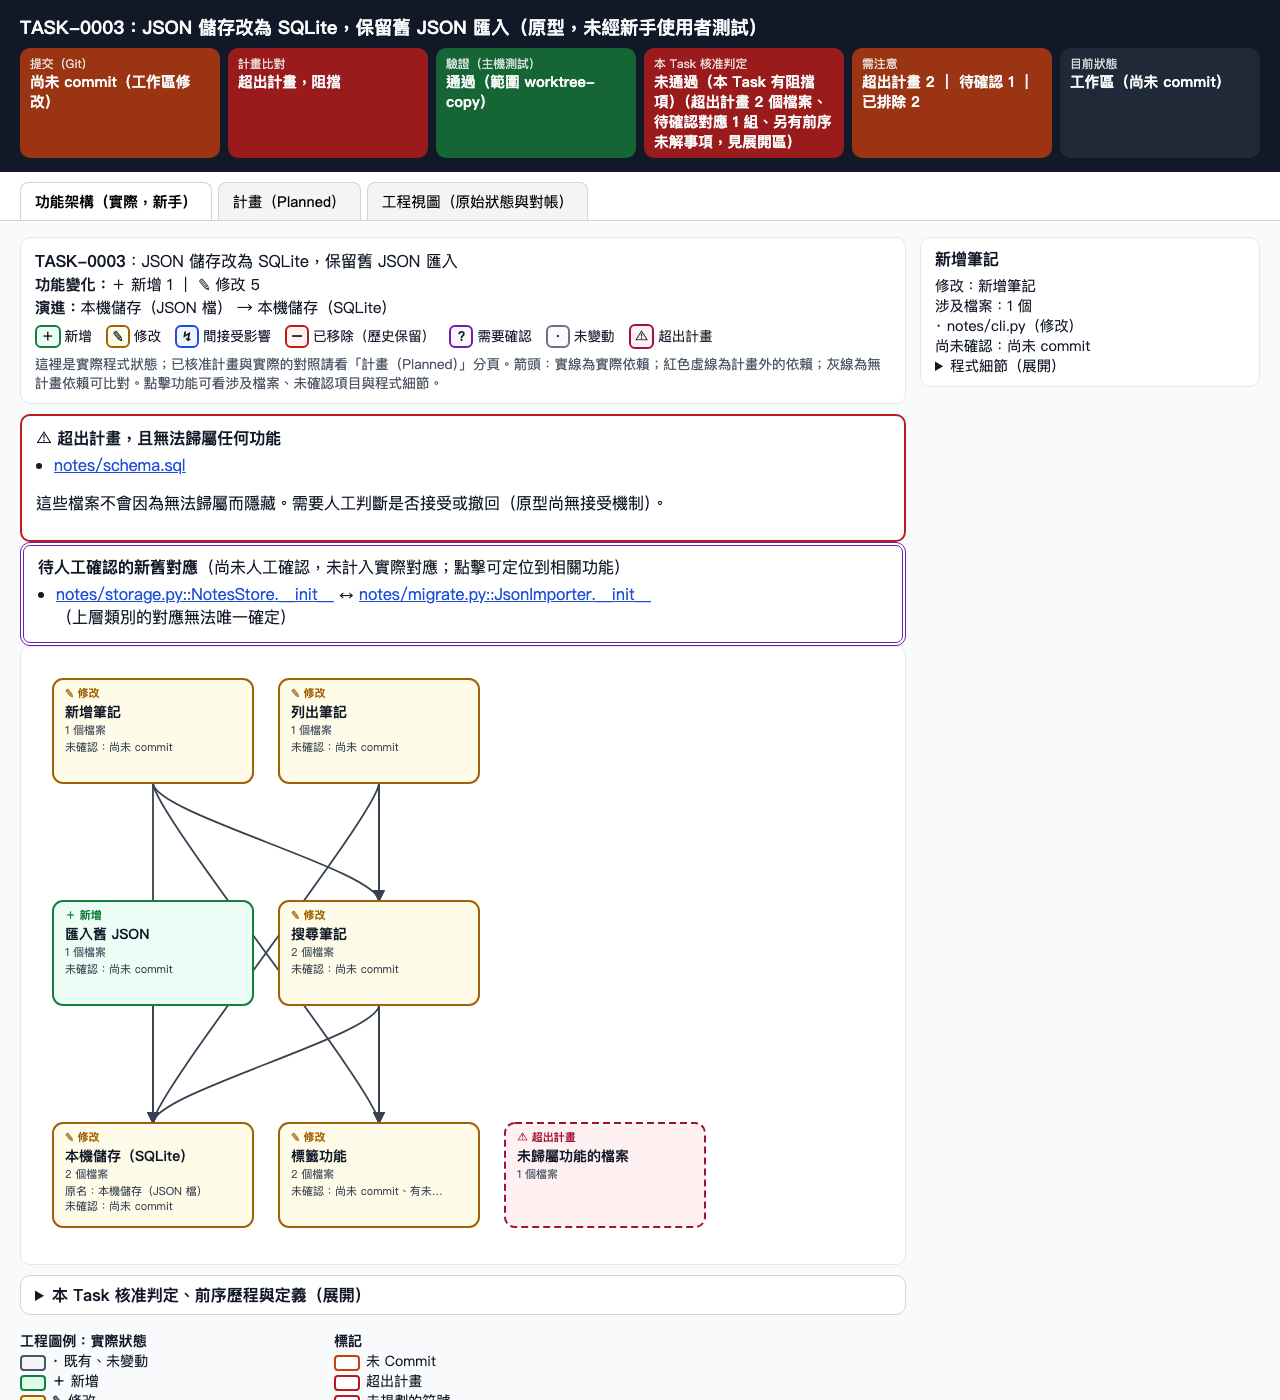 TASK-0003：JSON 儲存改為 SQLite，保留舊 JSON 匯入（原型，未經新手使用者測試）
提交（Git）
尚未 commit（工作區修
改）
計畫比對
超出計畫，阻擋
驗證（主機測試）
通過（範圍 worktree-
copy）
本 Task 核准判定
未通過（本 Task 有阻擋
項）（超出計畫 2 個檔案、
待確認對應 1 組、另有前序
未解事項，見展開區）
需注意
超出計畫 2 ｜ 待確認 1 ｜
已排除 2
目前狀態
工作區（尚未 commit）
功能架構（實際，新手）
計畫（Planned）
工程視圖（原始狀態與對帳）
TASK-0003：JSON 儲存改為 SQLite，保留舊 JSON 匯入
功能變化：＋ 新增 1 ｜ ✎ 修改 5
演進：本機儲存（JSON 檔） → 本機儲存（SQLite）
＋ 新增 ✎ 修改 ↯ 間接受影響 － 已移除（歷史保留） ? 需要確認 · 未變動 ⚠ 超出計畫
這裡是實際程式狀態；已核准計畫與實際的對照請看「計畫（Planned）」分頁。箭頭：實線為實際依賴；紅色虛線為計畫外的依賴；灰線為無
計畫依賴可比對。點擊功能可看涉及檔案、未確認項目與程式細節。
新增筆記
修改：新增筆記
涉及檔案：1 個
· notes/cli.py（修改）
尚未確認：尚未 commit
▶ 程式細節（展開）
⚠ 超出計畫，且無法歸屬任何功能
• notes/schema.sql
這些檔案不會因為無法歸屬而隱藏。需要人工判斷是否接受或撤回（原型尚無接受機制）。
待人工確認的新舊對應（尚未人工確認，未計入實際對應；點擊可定位到相關功能）
• notes/storage.py::NotesStore.__init__ ↔ notes/migrate.py::JsonImporter.__init__
（上層類別的對應無法唯一確定）
✎ 修改
新增筆記
1 個檔案
未確認：尚未 commit
✎ 修改
列出筆記
1 個檔案
未確認：尚未 commit
＋ 新增
匯入舊 JSON
1 個檔案
未確認：尚未 commit
✎ 修改
搜尋筆記
2 個檔案
未確認：尚未 commit
✎ 修改
本機儲存（SQLite）
2 個檔案
原名：本機儲存（JSON 檔）
未確認：尚未 commit
✎ 修改
標籤功能
2 個檔案
未確認：尚未 commit、有未…
⚠ 超出計畫
未歸屬功能的檔案
1 個檔案
▶ 本 Task 核准判定、前序歷程與定義（展開）
工程圖例：實際狀態
· 既有、未變動
＋ 新增
✎ 修改
標記
未 Commit
超出計畫
未規劃的符號